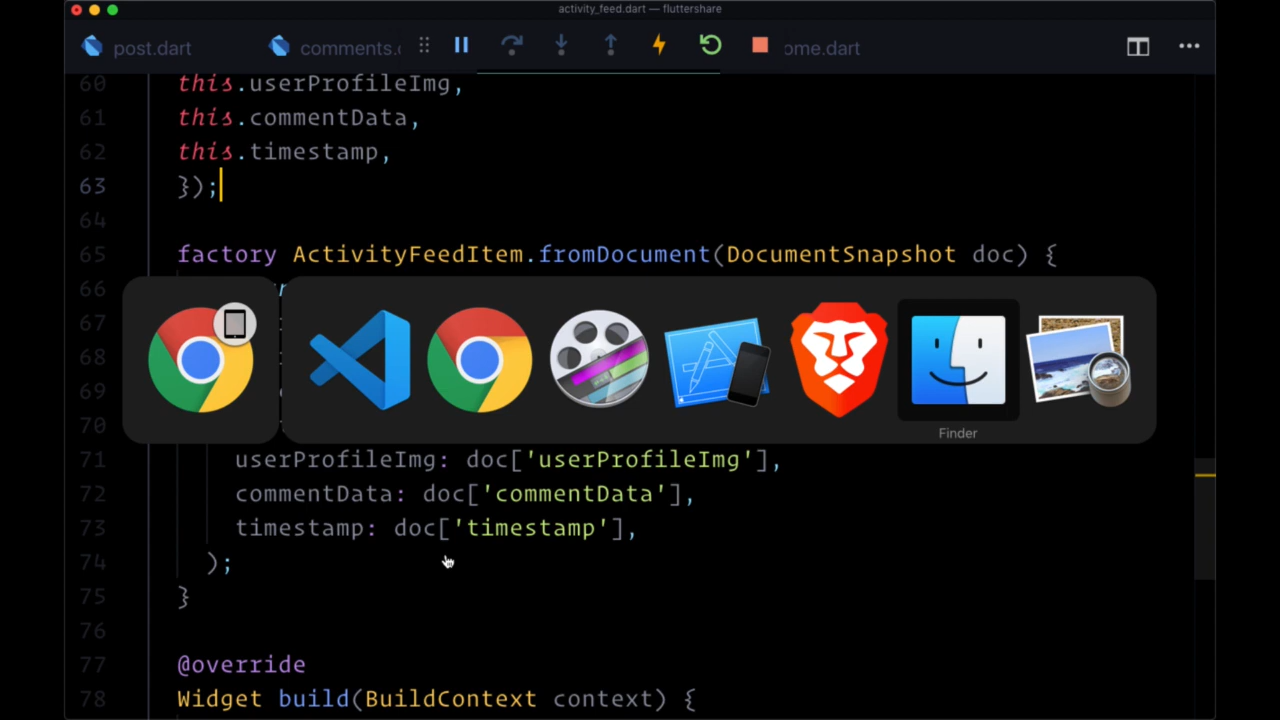 activity_feed.dart — fluttershare
post.dart
comments.
ome.dart
60 this.userProfileImg,
61 this.commentData,
62 this.timestamp,
63 });
64
65 factory ActivityFeedItem.fromDocument(DocumentSnapshot doc) {
66
67
68
69
70
Finder
71 userProfileImg: doc['userProfileImg'],
72 commentData: doc['commentData'],
73 timestamp: doc['timestamp'],
74 );
75 }
76
77 @override
78 Widget build(BuildContext context) {